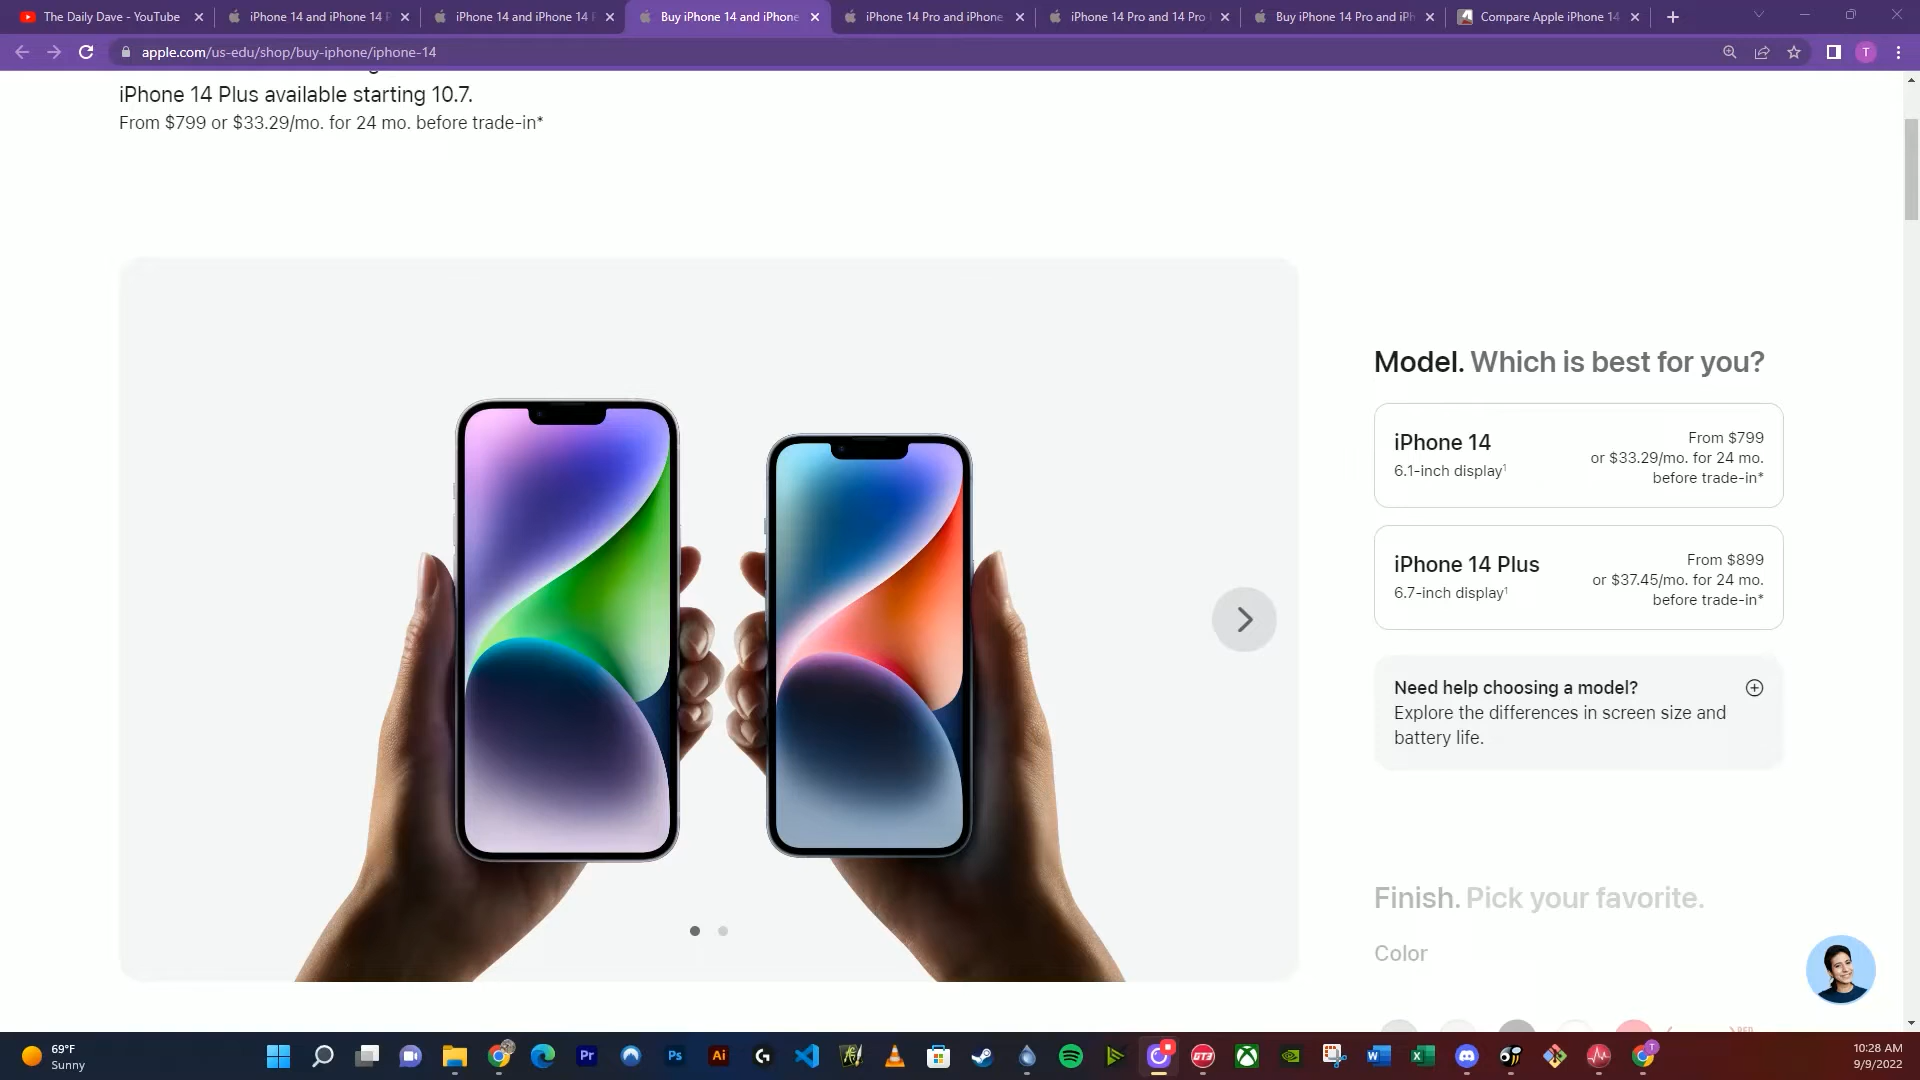 The Daily Dave - YouTube
iPhone 14 and iPhone 14 P
iPhone 14 and iPhone 14 P
Buy iPhone 14 and iPhone
iPhone 14 Pro and iPhone
iPhone 14 Pro and 14 Pro
Buy iPhone 14 Pro and iPh
Compare Apple iPhone 14
apple.com/us-edu/shop/buy-iphone/iphone-14
T
iPhone 14 Plus available starting 10.7.
From $799 or $33.29/mo. for 24 mo. before trade-in*
Model. Which is best for you?
iPhone 14
6.1-inch display¹
From $799
or $33.29/mo. for 24 mo.
before trade-in*
iPhone 14 Plus
6.7-inch display¹
From $899
or $37.45/mo. for 24 mo.
before trade-in*
Need help choosing a model?
Explore the differences in screen size and
battery life.
Finish. Pick your favorite.
Color
69°F
Sunny
Pr
Ps
Ai
GT3
10:28 AM
9/9/2022